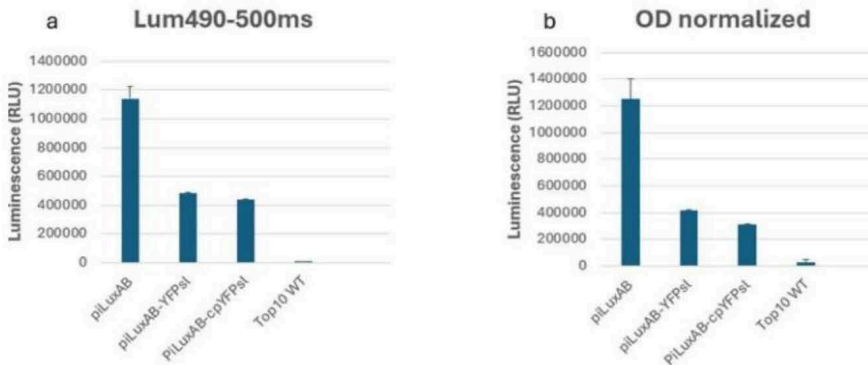 a
Lum490-500ms
Luminescence (RLU)
1400000
1200000
1000000
800000
600000
400000
200000
0
piLuxAB
piLuxAB-YFPsl
PiLuxAB-cpYFPsl
Top10 WT
b
OD normalized
Luminescence (RLU)
1600000
1400000
1200000
1000000
800000
600000
400000
200000
0
piLuxAB
piLuxAB-YFPsl
PiLuxAB-cpYFPsl
Top10 WT